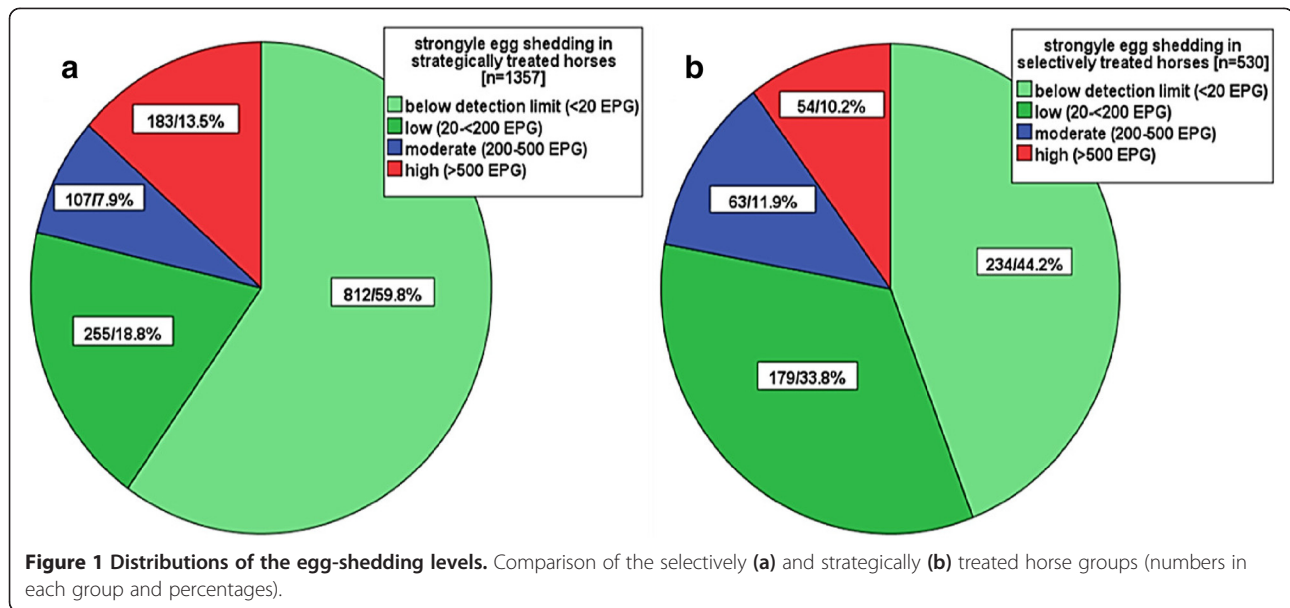 a
strongyle egg shedding in
strategically treated horses
[n=1357]
below detection limit (<20 EPG)
low (20-<200 EPG)
moderate (200-500 EPG)
high (>500 EPG)
183/13.5%
107/7.9%
812/59.8%
255/18.8%
b
strongyle egg shedding in
selectively treated horses [n=530]
below detection limit (<20 EPG)
low (20-<200 EPG)
moderate (200-500 EPG)
high (>500 EPG)
54/10.2%
63/11.9%
234/44.2%
179/33.8%
Figure 1 Distributions of the egg-shedding levels. Comparison of the selectively (a) and strategically (b) treated horse groups (numbers in
each group and percentages).